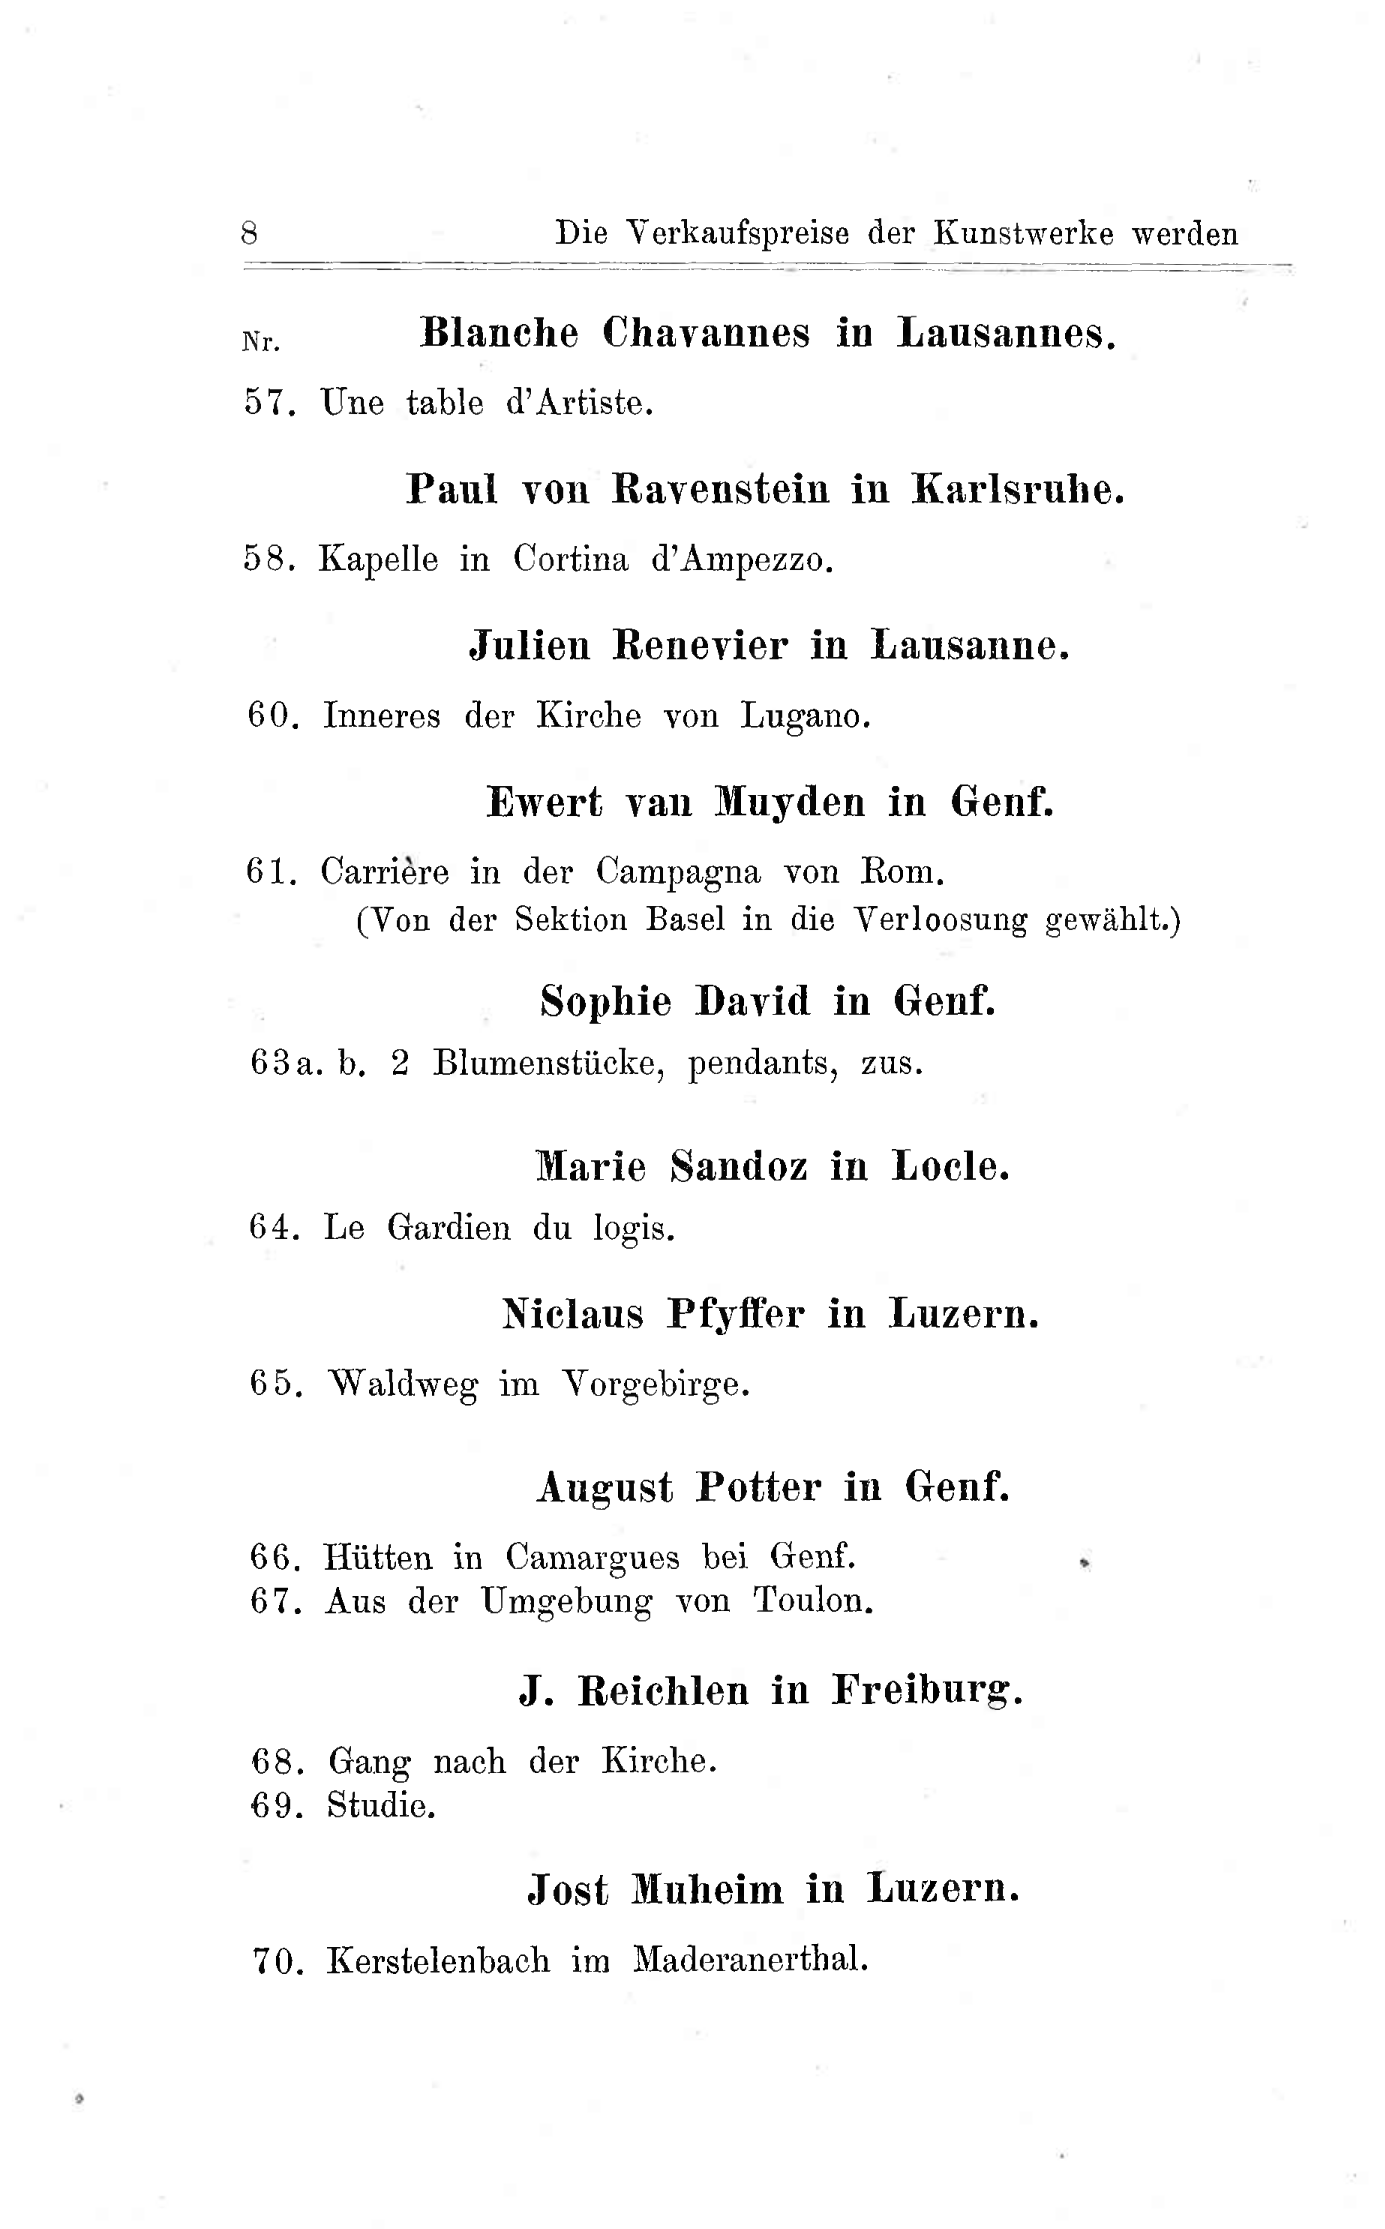 8 Die Verkaufspreise der Kunstwerke werden
Nr. Blanche Chavannes in Lausannes.
57. Une table d'Artiste.
Paul von Ravenstein in Karlsruhe.
58. Kapelle in Cortina d'Ampezzo.
Julien Renevier in Lausanne.
60. Inneres der Kirche von Lugano.
Ewert van Muyden in Genf.
61. Carrière in der Campagna von Rom.
(Von der Sektion Basel in die Verloosung gewählt.)
Sophie David in Genf.
63a. b. 2 Blumenstücke, pendants, zus.
Marie Sandoz in Locle.
64. Le Gardien du logis.
Niclaus Pfyffer in Luzern.
65. Waldweg im Vorgebirge.
August Potter in Genf.
66. Hütten in Camargues bei Genf.
67. Aus der Umgebung von Toulon.
J. Reichlen in Freiburg.
68. Gang nach der Kirche.
69. Studie.
Jost Muheim in Luzern.
70. Kerstelenbach im Maderanerthal.